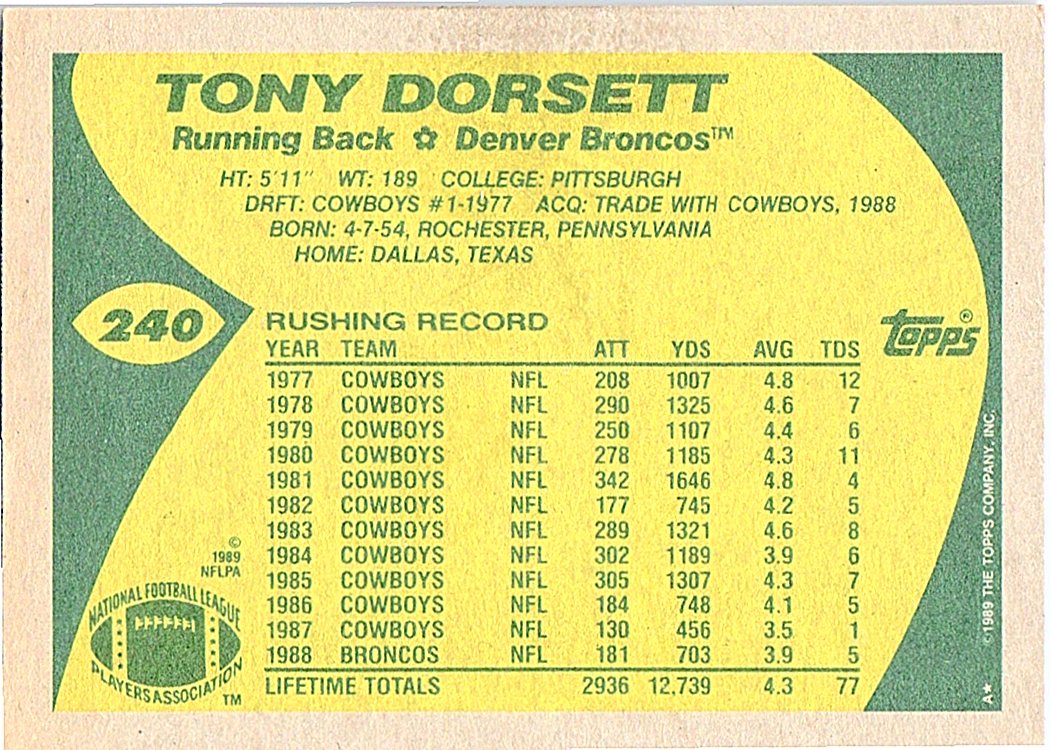 TONY DORSETT
Running Back ✿ Denver Broncos™
HT: 5'11" WT: 189 COLLEGE: PITTSBURGH
DRFT: COWBOYS #1-1977 ACQ: TRADE WITH COWBOYS, 1988
BORN: 4-7-54, ROCHESTER, PENNSYLVANIA
HOME: DALLAS, TEXAS
240
RUSHING RECORD
topps®
YEAR TEAM ATT YDS AVG TDS
1977 COWBOYS NFL 208 1007 4.8 12
1978 COWBOYS NFL 290 1325 4.6 7
1979 COWBOYS NFL 250 1107 4.4 6
1980 COWBOYS NFL 278 1185 4.3 11
1981 COWBOYS NFL 342 1646 4.8 4
1982 COWBOYS NFL 177 745 4.2 5
1983 COWBOYS NFL 289 1321 4.6 8
1984 COWBOYS NFL 302 1189 3.9 6
1985 COWBOYS NFL 305 1307 4.3 7
1986 COWBOYS NFL 184 748 4.1 5
1987 COWBOYS NFL 130 456 3.5 1
1988 BRONCOS NFL 181 703 3.9 5
LIFETIME TOTALS 2936 12,739 4.3 77
©
1989
NFLPA
NATIONAL FOOTBALL LEAGUE
PLAYERS ASSOCIATION
TM
©1989 THE TOPPS COMPANY, INC.
A★